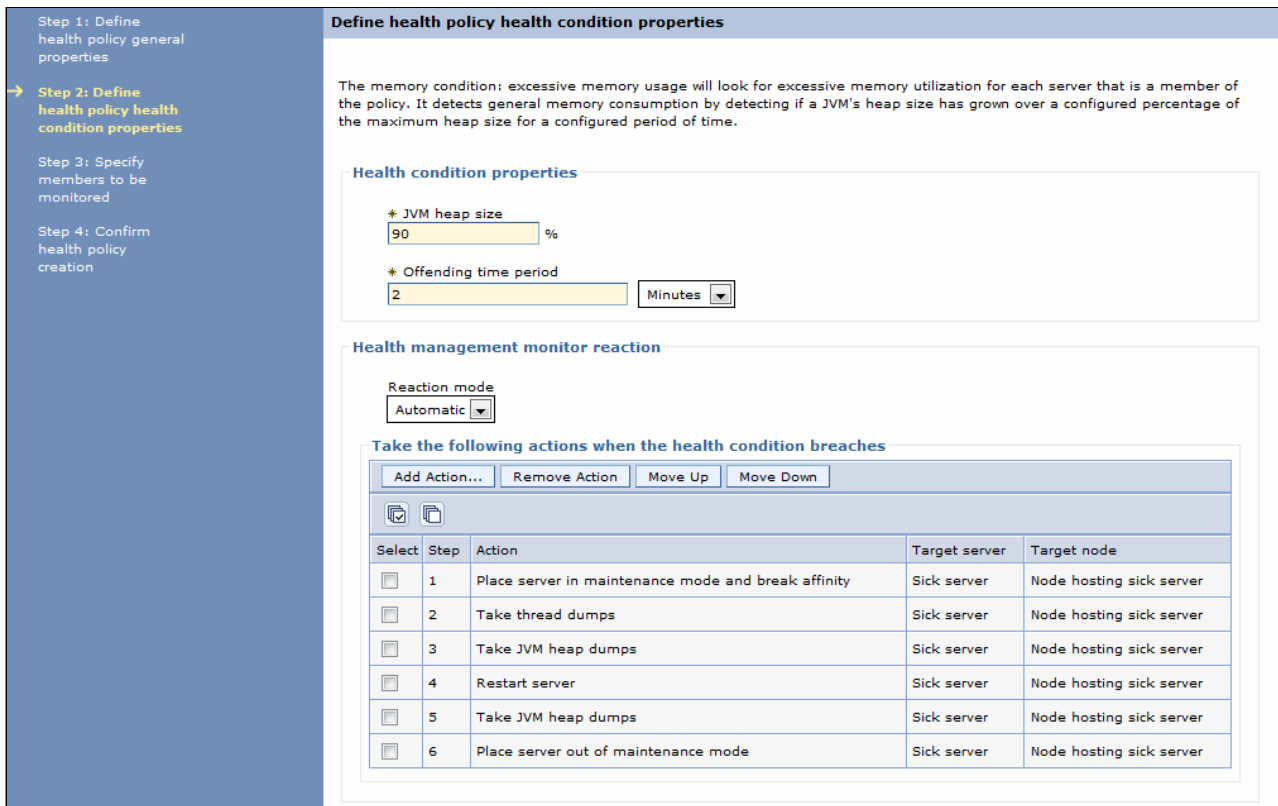 Step 1: Define
health policy general
properties
Step 2: Define
health policy health
condition properties
Step 3: Specify
members to be
monitored
Step 4: Confirm
health policy
creation
Define health policy health condition properties
The memory condition: excessive memory usage will look for excessive memory utilization for each server that is a member of
the policy. It detects general memory consumption by detecting if a JVM's heap size has grown over a configured percentage of
the maximum heap size for a configured period of time.
Health condition properties
* JVM heap size
90 %
* Offending time period
2 Minutes
Health management monitor reaction
Reaction mode
Automatic
Take the following actions when the health condition breaches
Add Action... Remove Action Move Up Move Down
Select Step Action Target server Target node
1 Place server in maintenance mode and break affinity Sick server Node hosting sick server
2 Take thread dumps Sick server Node hosting sick server
3 Take JVM heap dumps Sick server Node hosting sick server
4 Restart server Sick server Node hosting sick server
5 Take JVM heap dumps Sick server Node hosting sick server
6 Place server out of maintenance mode Sick server Node hosting sick server